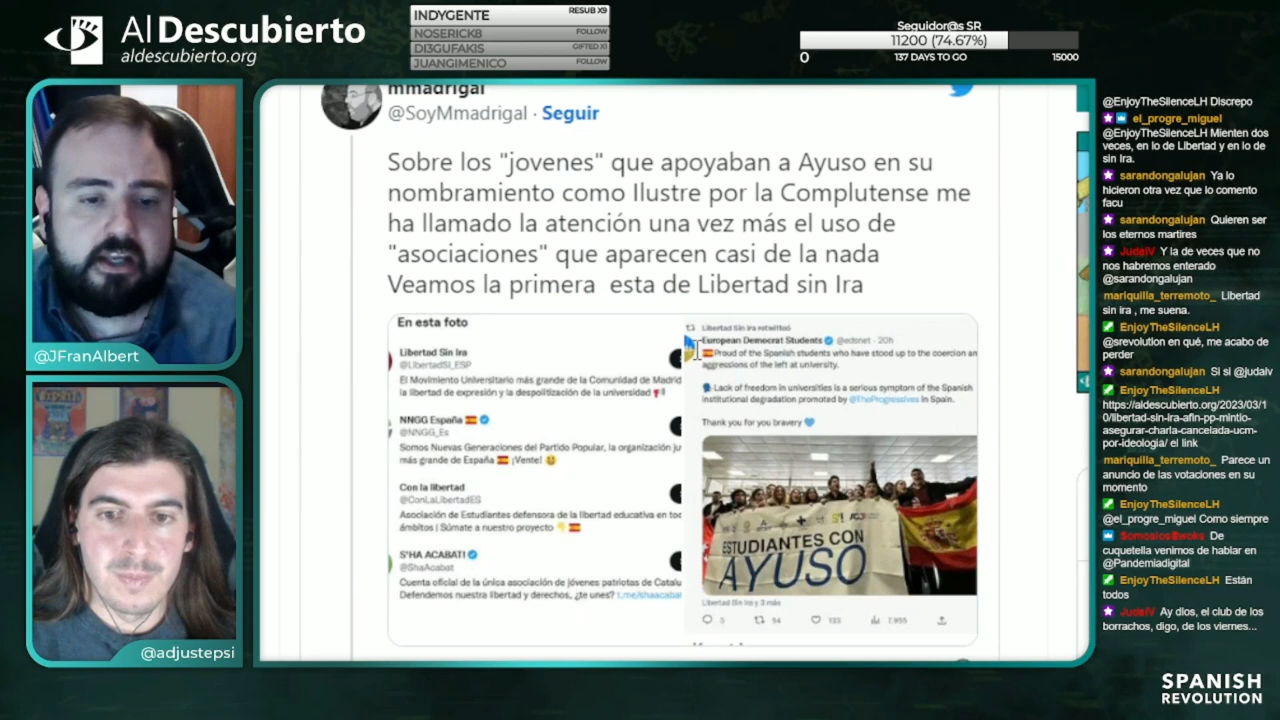 Al Descubierto
aldescubierto.org
INDYGENTE RESUB X9
NOSERICK8 FOLLOW
DI3GUFAKIS GIFTED X1
JUANGIMENICO FOLLOW
Seguidor@s SR
11200 (74.67%)
0 137 DAYS TO GO 15000
@JFranAlbert
@adjustepsi
mmadrigal
@SoyMmadrigal · Seguir
Sobre los "jovenes" que apoyaban a Ayuso en su
nombramiento como Ilustre por la Complutense me
ha llamado la atención una vez más el uso de
"asociaciones" que aparecen casi de la nada
Veamos la primera esta de Libertad sin Ira
En esta foto
Libertad Sin Ira
@LibertadSI_ESP
El Movimiento Universitario más grande de la Comunidad de Madrid
la libertad de expresión y la despolitización de la universidad
NNGG España
@NNGG_Es
Somos Nuevas Generaciones del Partido Popular, la organización ju
más grande de España ¡Vente!
Con la libertad
@ConLaLibertadES
Asociación de Estudiantes defensora de la libertad educativa en too
ámbitos | Súmate a nuestro proyecto
S'HA ACABAT!
@ShaAcabat
Cuenta oficial de la única asociación de jóvenes patriotas de Catalu
Defendemos nuestra libertad y derechos, ¿te unes? t.me/shaacabat
Libertad Sin Ira retwitteó
European Democrat Students @edsnet · 20h
Proud of the Spanish students who have stood up to the coercion an
aggressions of the left at university.
Lack of freedom in universities is a serious symptom of the Spanish
institutional degradation promoted by @TheProgressives in Spain.
Thank you for you bravery
ESTUDIANTES CON
AYUSO
Libertad Sin Ira y 3 más
3 54 133 7.955
@EnjoyTheSilenceLH Discrepo
el_progre_miguel
@EnjoyTheSilenceLH Mienten dos
veces, en lo de Libertad y en lo de
sin Ira.
sarandongalujan Ya lo
hicieron otra vez que lo comento
facu
sarandongalujan Quieren ser
los eternos martires
JudaIV Y la de veces que no
nos habremos enterado
@sarandongalujan
mariquilla_terremoto_ Libertad
sin ira , me suena.
EnjoyTheSilenceLH
@srevolution en qué, me acabo de
perder
sarandongalujan Si si @judaiv
EnjoyTheSilenceLH
https://aldescubierto.org/2023/03/1
0/libertad-sin-ira-afin-pp-mintio-
asegurar-charla-cancelada-ucm-
por-ideologia/ el link
mariquilla_terremoto_ Parece un
anuncio de las votaciones en su
momento
EnjoyTheSilenceLH
@el_progre_miguel Como siempre
De
cuquetella venimos de hablar en
@Pandemiadigital
EnjoyTheSilenceLH Están
todos
JudaIV Ay dios, el club de los
borrachos, digo, de los viernes...
SPANISH
REVOLUTION